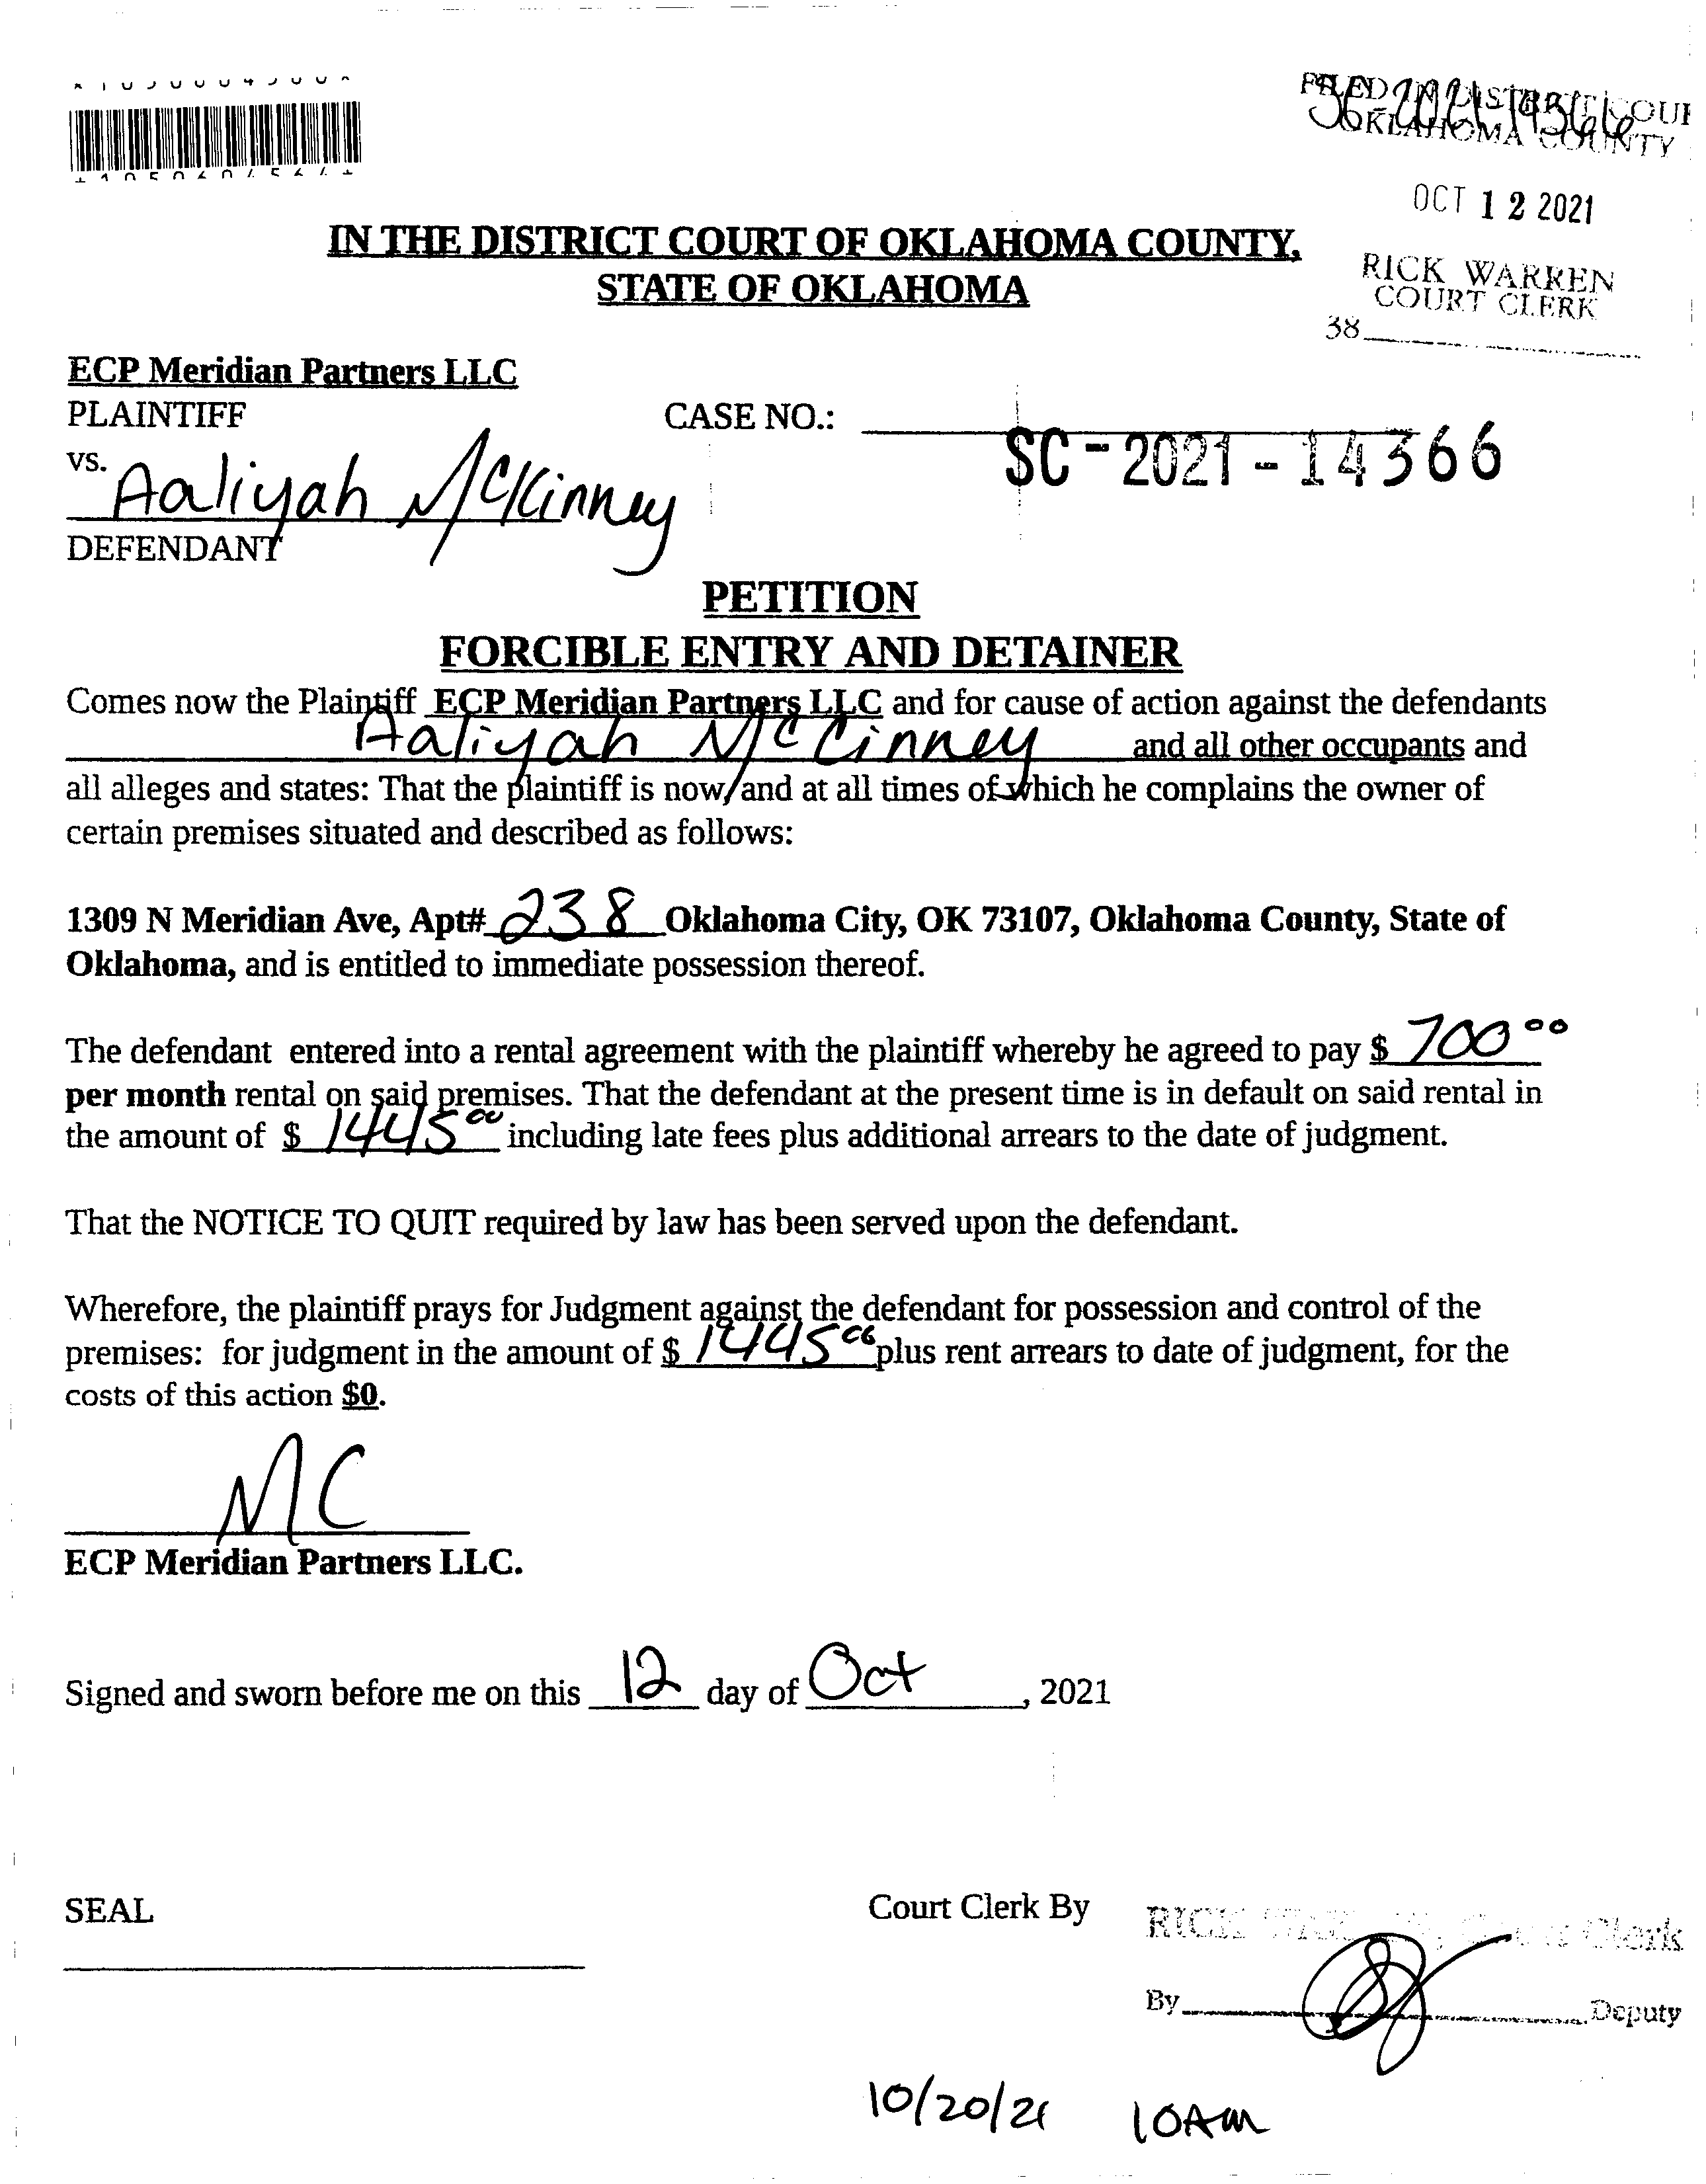 FILED IN DISTRICT COUR
OKLAHOMA COUNTY
SC-2021-14366
OCT 12 2021
RICK WARREN
COURT CLERK
38
IN THE DISTRICT COURT OF OKLAHOMA COUNTY,
STATE OF OKLAHOMA
ECP Meridian Partners LLC
PLAINTIFF
CASE NO.:
SC-2021-14366
vs.
Aaliyah McKinney
DEFENDANT
PETITION
FORCIBLE ENTRY AND DETAINER
Comes now the Plaintiff ECP Meridian Partners LLC and for cause of action against the defendants
Aaliyah McCinney and all other occupants and
all alleges and states: That the plaintiff is now, and at all times of which he complains the owner of
certain premises situated and described as follows:
1309 N Meridian Ave, Apt# 238 Oklahoma City, OK 73107, Oklahoma County, State of
Oklahoma, and is entitled to immediate possession thereof.
The defendant entered into a rental agreement with the plaintiff whereby he agreed to pay $ 700 00
per month rental on said premises. That the defendant at the present time is in default on said rental in
the amount of $ 1445 00 including late fees plus additional arrears to the date of judgment.
That the NOTICE TO QUIT required by law has been served upon the defendant.
Wherefore, the plaintiff prays for Judgment against the defendant for possession and control of the
premises: for judgment in the amount of $ 1445 00 plus rent arrears to date of judgment, for the
costs of this action $0.
MC
ECP Meridian Partners LLC.
Signed and sworn before me on this 12 day of Oct, 2021
SEAL
Court Clerk By
RICK WARREN, Court Clerk
By Deputy
10/20/21 10AM